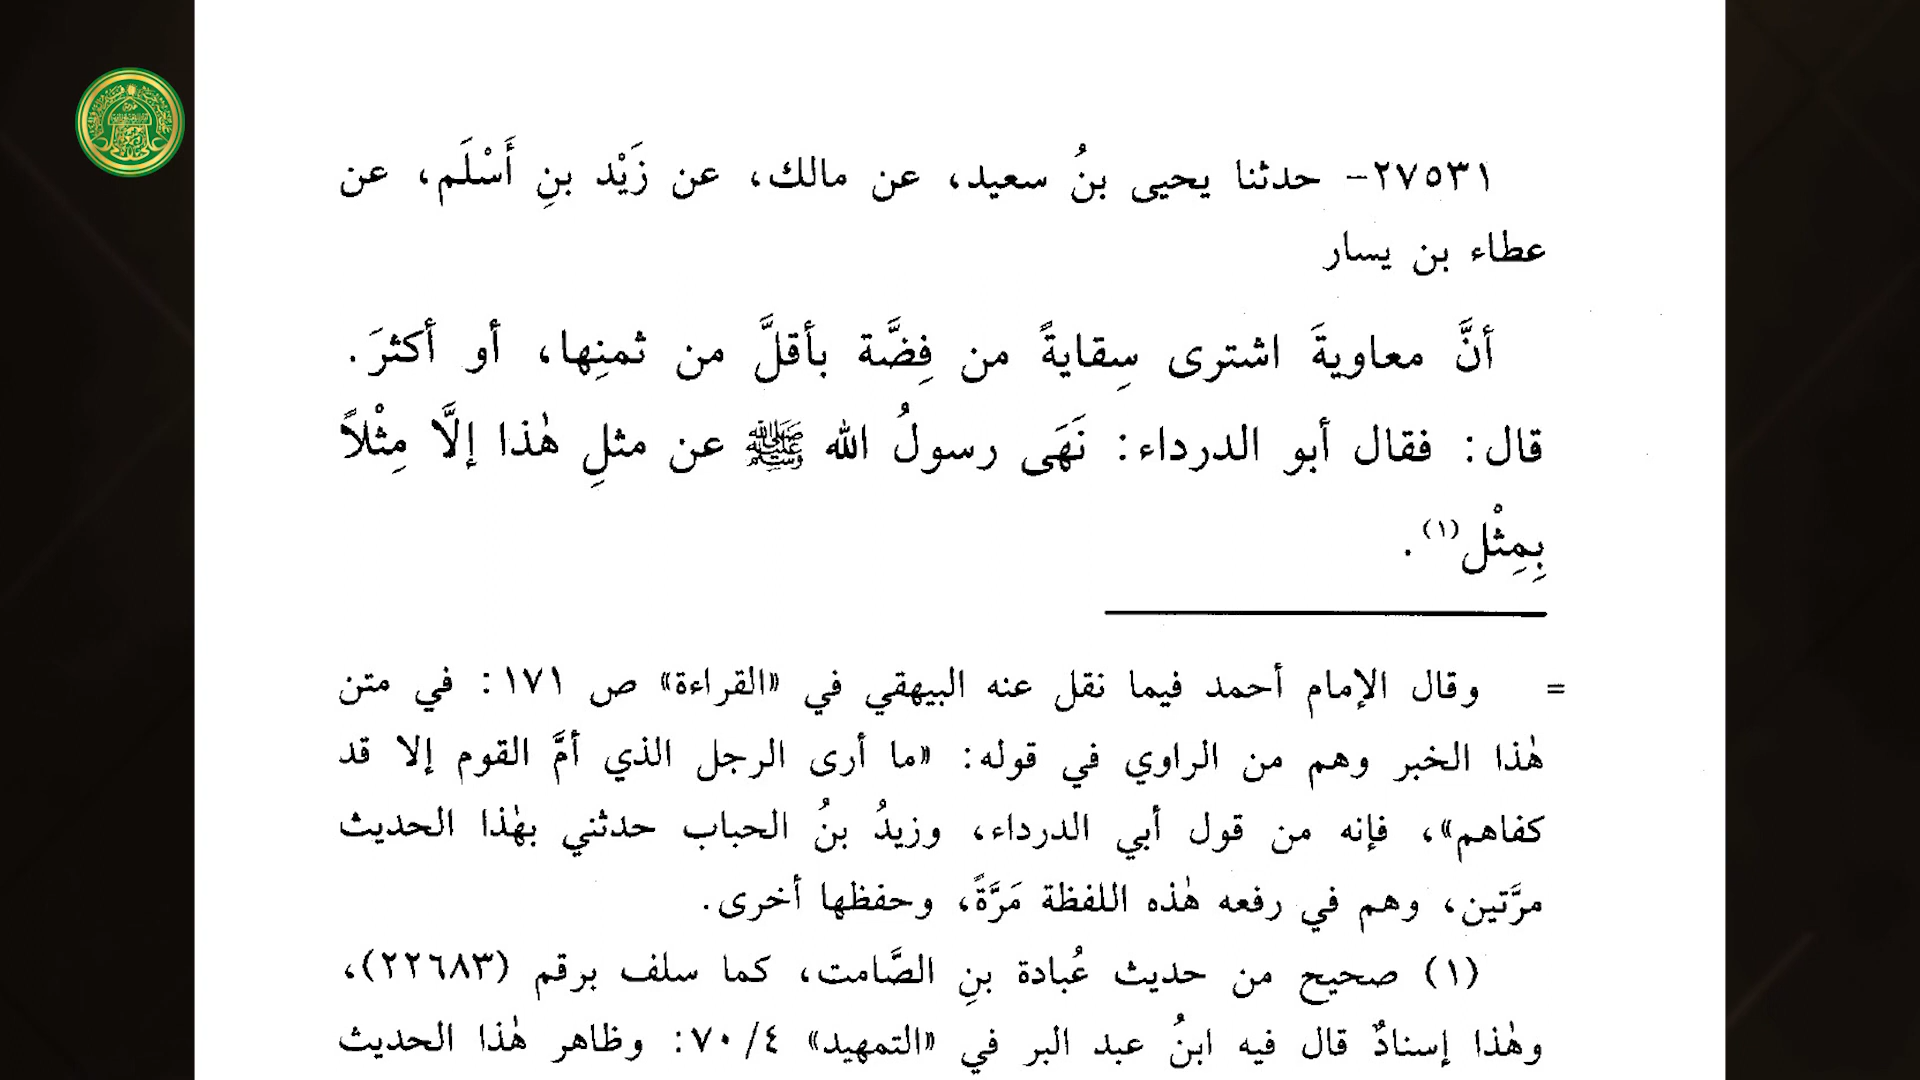 ٢٧٥٣١- حدثنا يحيى بنُ سعيد، عن مالك، عن زَيْد بنِ أَسْلَم، عن
عطاء بن يسار
أنَّ معاويةَ اشترى سِقايةً من فِضَّة بأقلَّ من ثمنِها، أو أكثرَ.
قال: فقال أبو الدرداء: نَهَى رسولُ الله ﷺ عن مثلِ هٰذا إلَّا مِثْلاً
بِمِثْل(١).
= وقال الإمام أحمد فيما نقل عنه البيهقي في «القراءة» ص ١٧١: في متن
هٰذا الخبر وهم من الراوي في قوله: «ما أرى الرجل الذي أمَّ القوم إلا قد
كفاهم»، فإنه من قول أبي الدرداء، وزيدُ بنُ الحباب حدثني بهٰذا الحديث
مرَّتين، وهم في رفعه هٰذه اللفظة مَرَّةً، وحفظها أخرى.
(١) صحيح من حديث عُبادة بنِ الصَّامت، كما سلف برقم (٢٢٦٨٣)،
وهٰذا إسنادٌ قال فيه ابنُ عبد البر في «التمهيد» ٧٠/٤: وظاهر هٰذا الحديث